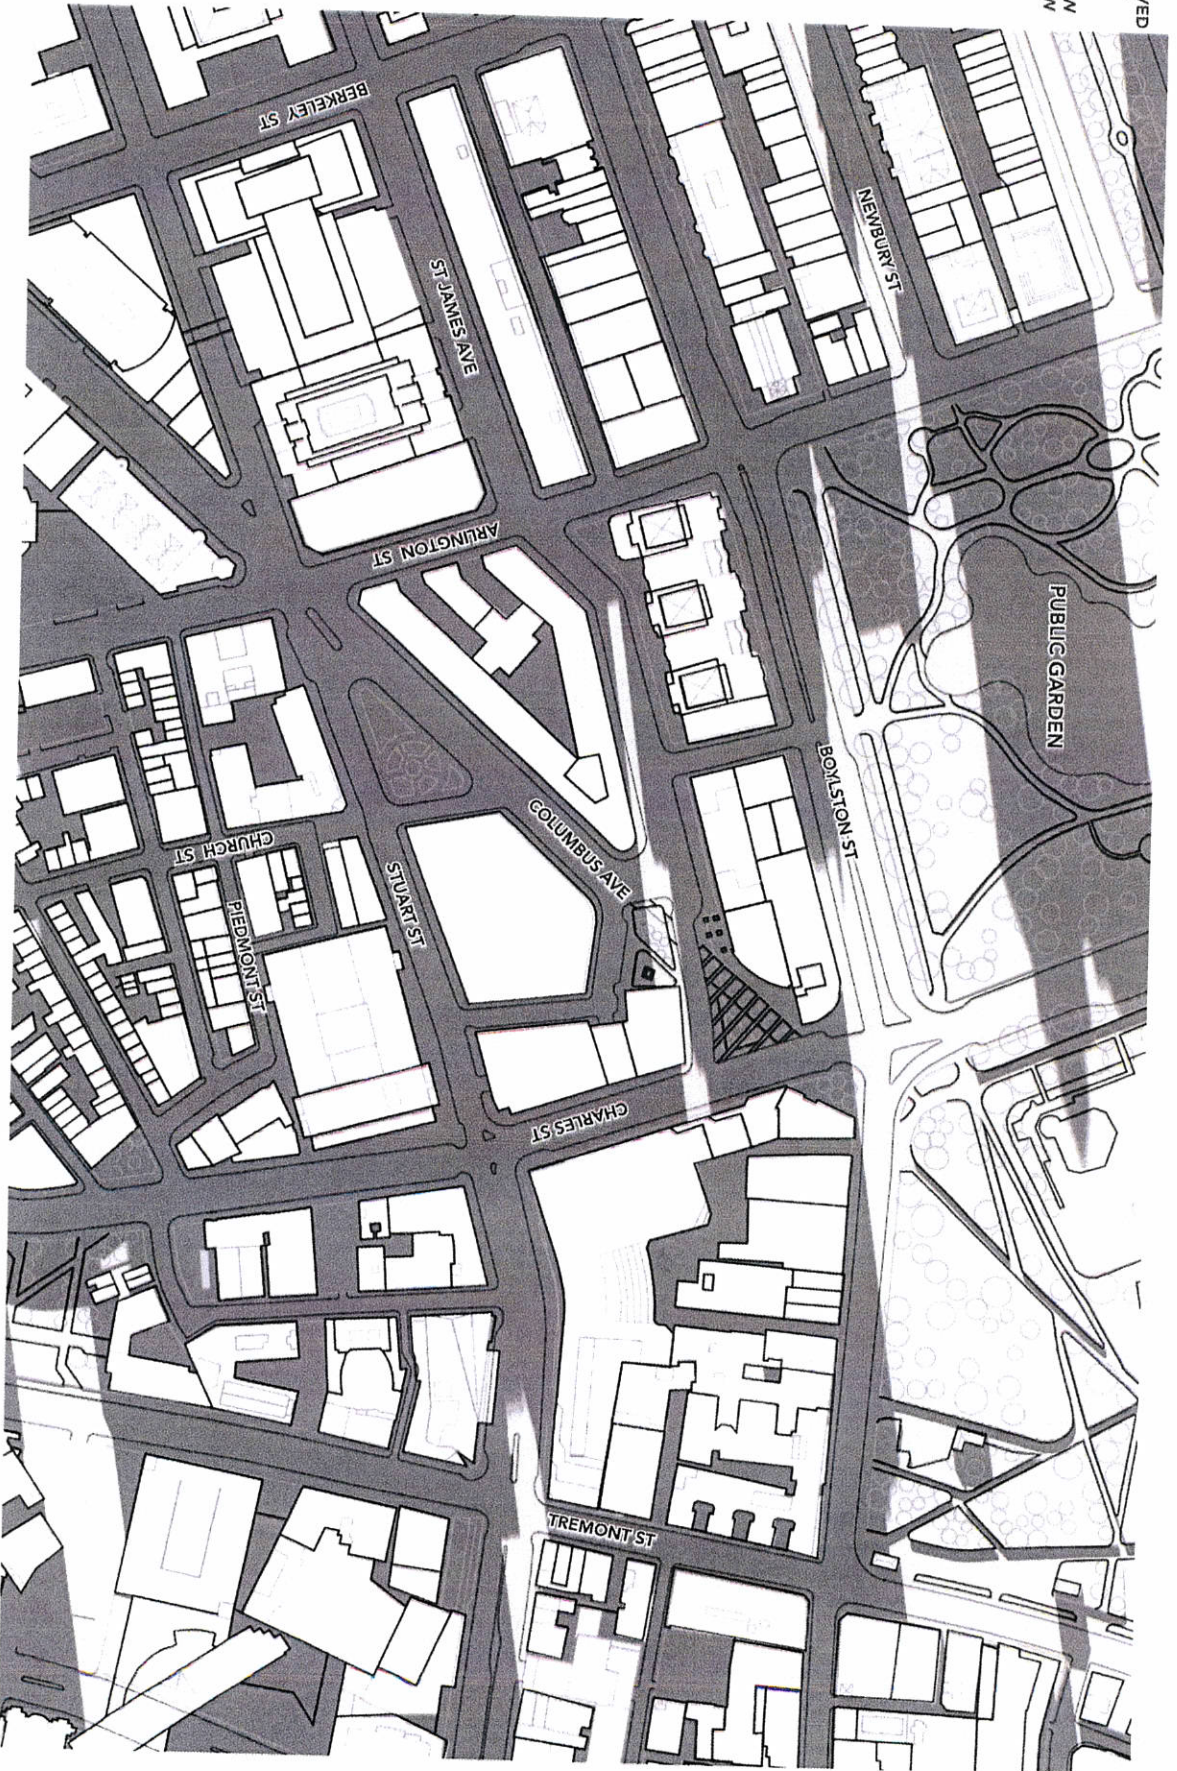 VED
N
N
BERKELEY ST
NEWBURY ST
ST JAMES AVE
ARLINGTON ST
PUBLIC GARDEN
BOYLSTON ST
COLUMBUS AVE
CHURCH ST
STUART ST
PIEDMONT ST
CHARLES ST
TREMONT ST